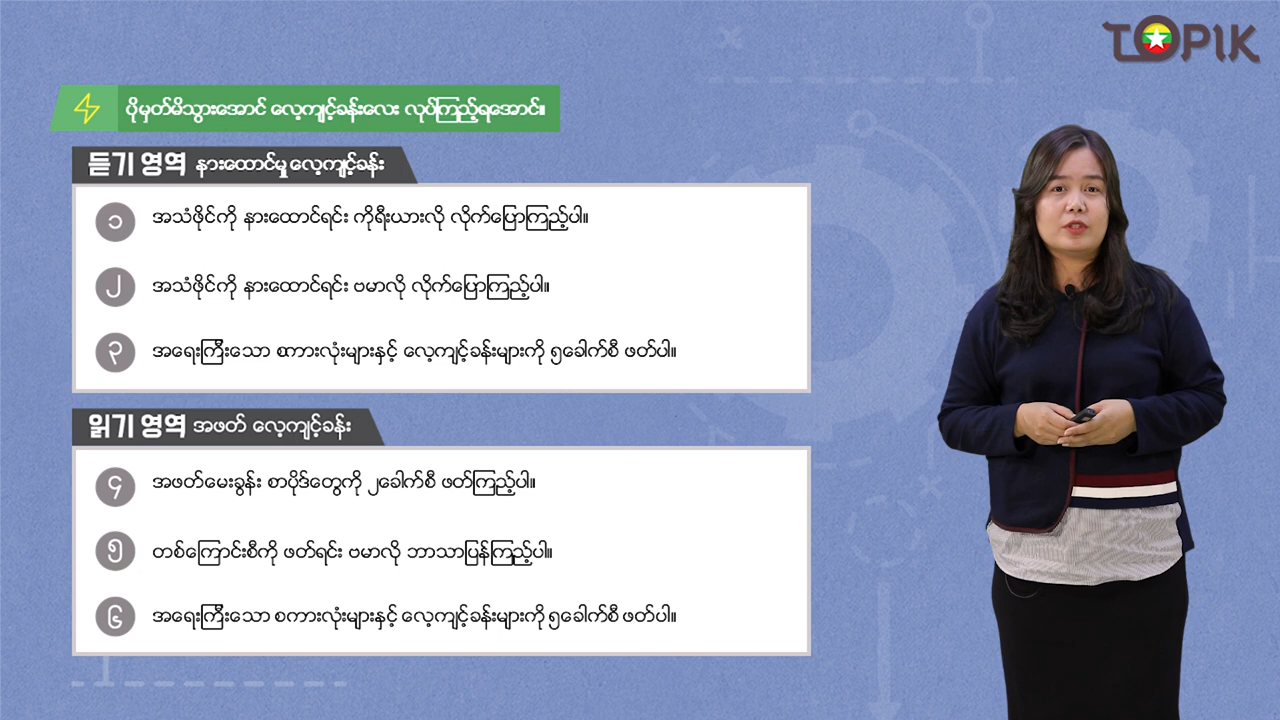 TOPIK
ပိုမှတ်မိသွားအောင် လေ့ကျင့်ခန်းလေး လုပ်ကြည့်ရအောင်။
듣기 영역 နားထောင်မှု လေ့ကျင့်ခန်း
၁ အသံဖိုင်ကို နားထောင်ရင်း ကိုရီးယားလို လိုက်ပြောကြည့်ပါ။
၂ အသံဖိုင်ကို နားထောင်ရင်း ဗမာလို လိုက်ပြောကြည့်ပါ။
၃ အရေးကြီးသော စကားလုံးများနှင့် လေ့ကျင့်ခန်းများကို ၅ခေါက်စီ ဖတ်ပါ။
읽기 영역 အဖတ် လေ့ကျင့်ခန်း
၄ အဖတ်မေးခွန်း စာပိုဒ်တွေကို ၂ခေါက်စီ ဖတ်ကြည့်ပါ။
၅ တစ်ကြောင်းစီကို ဖတ်ရင်း ဗမာလို ဘာသာပြန်ကြည့်ပါ။
၆ အရေးကြီးသော စကားလုံးများနှင့် လေ့ကျင့်ခန်းများကို ၅ခေါက်စီ ဖတ်ပါ။